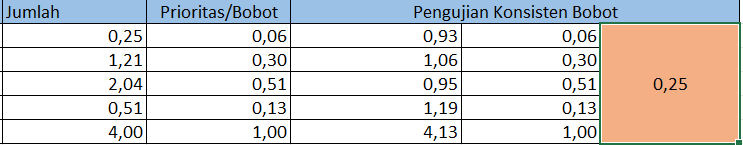 Jumlah Prioritas/Bobot Pengujian Konsisten Bobot
0,25 0,06 0,93 0,06
1,21 0,30 1,06 0,30
2,04 0,51 0,95 0,51 0,25
0,51 0,13 1,19 0,13
4,00 1,00 4,13 1,00